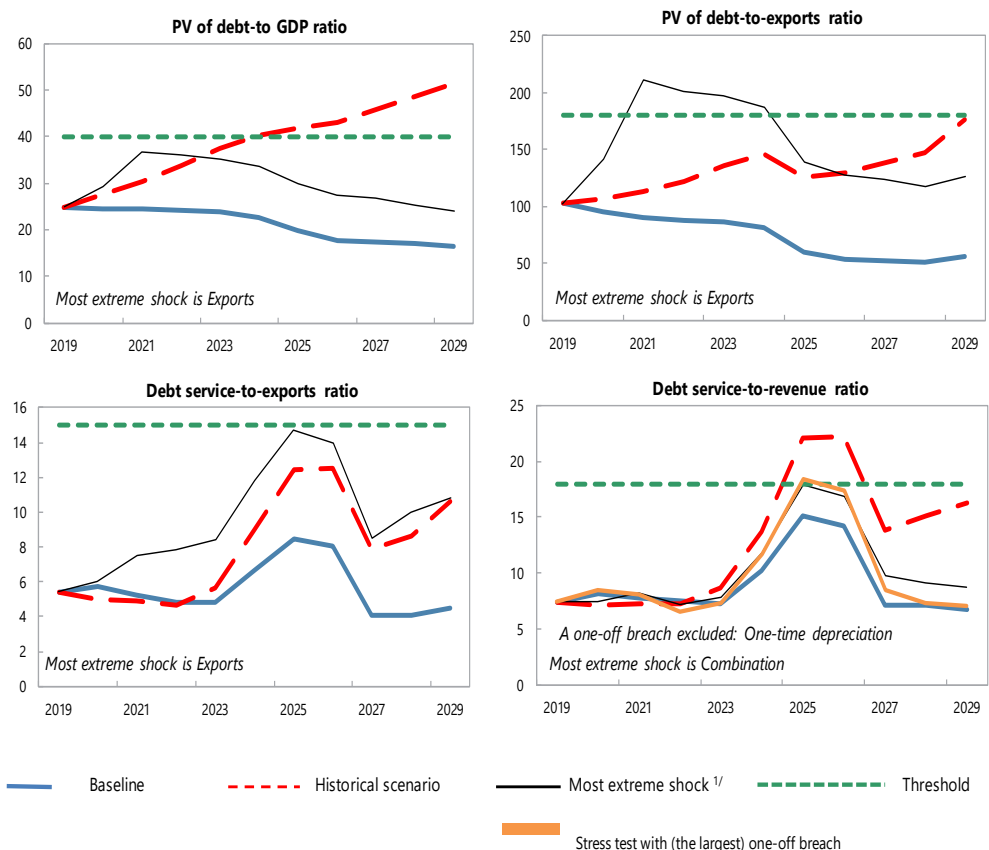 PV of debt-to GDP ratio
60
50
40
30
20
10
0
Most extreme shock is Exports
2019 2021 2023 2025 2027 2029
PV of debt-to-exports ratio
250
200
150
100
50
0
Most extreme shock is Exports
2019 2021 2023 2025 2027 2029
Debt service-to-exports ratio
16
14
12
10
8
6
4
2
0
Most extreme shock is Exports
2019 2021 2023 2025 2027 2029
Debt service-to-revenue ratio
25
20
15
10
5
0
A one-off breach excluded: One-time depreciation
Most extreme shock is Combination
2019 2021 2023 2025 2027 2029
Baseline Historical scenario Most extreme shock 1/ Threshold
Stress test with (the largest) one-off breach